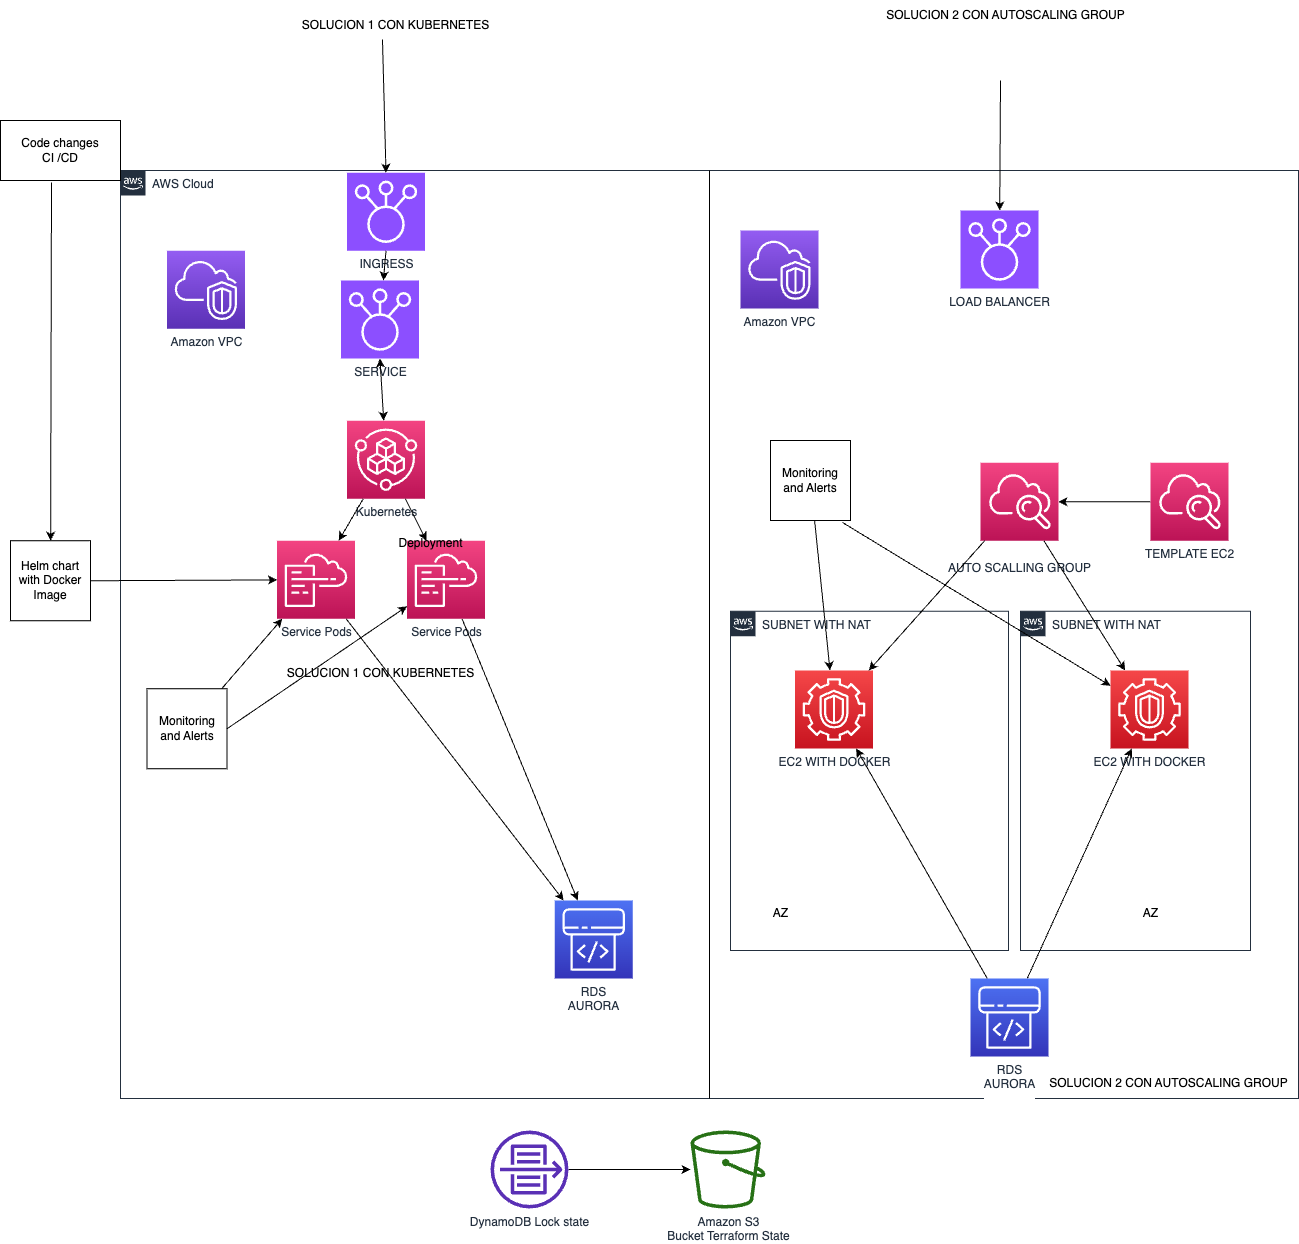 SOLUCION 1 CON KUBERNETES
SOLUCION 2 CON AUTOSCALING GROUP
Code changes
CI /CD
aws
AWS Cloud
INGRESS
Amazon VPC
SERVICE
Amazon VPC
LOAD BALANCER
Kubernetes
Deployment
Helm chart
with Docker
Image
Service Pods
Service Pods
SOLUCION 1 CON KUBERNETES
Monitoring
and Alerts
RDS
AURORA
Monitoring
and Alerts
AUTO SCALLING GROUP
TEMPLATE EC2
aws
SUBNET WITH NAT
aws
SUBNET WITH NAT
EC2 WITH DOCKER
EC2 WITH DOCKER
AZ
AZ
RDS
AURORA
SOLUCION 2 CON AUTOSCALING GROUP
DynamoDB Lock state
Amazon S3
Bucket Terraform State